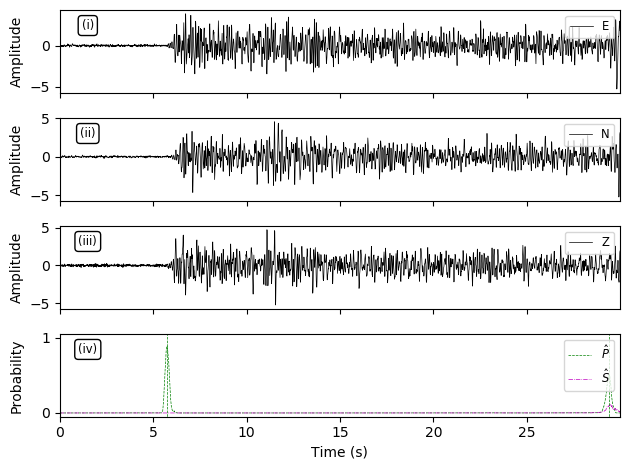 (i)
E
Amplitude
0
−5
(ii)
N
Amplitude
5
0
−5
(iii)
Z
Amplitude
5
0
−5
(iv)
P̂
Ŝ
Probability
1
0
0 5 10 15 20 25
Time (s)